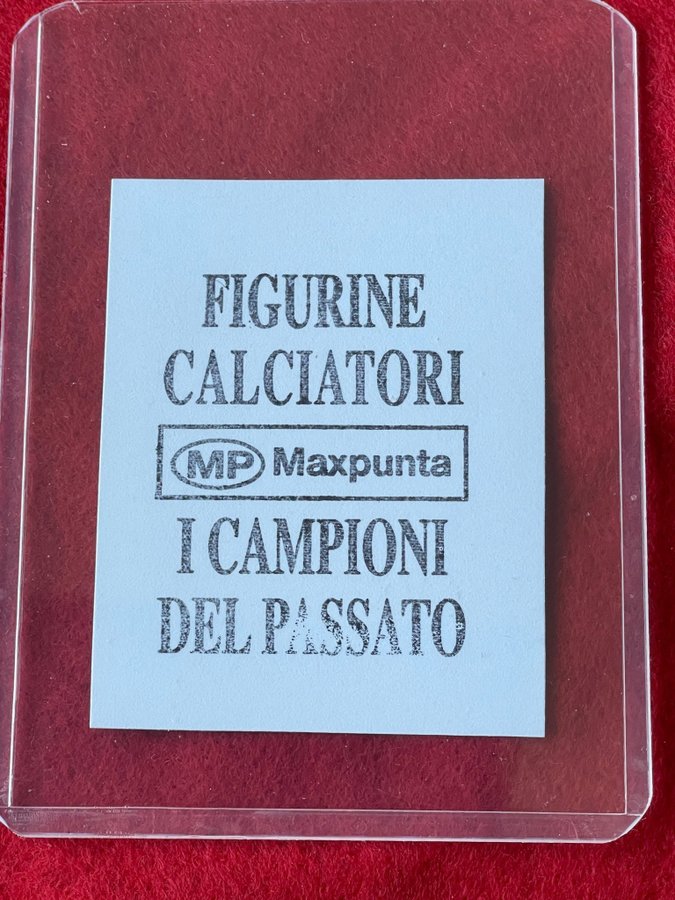 FIGURINE
CALCIATORI
MP Maxpunta
I CAMPIONI
DEL PASSATO